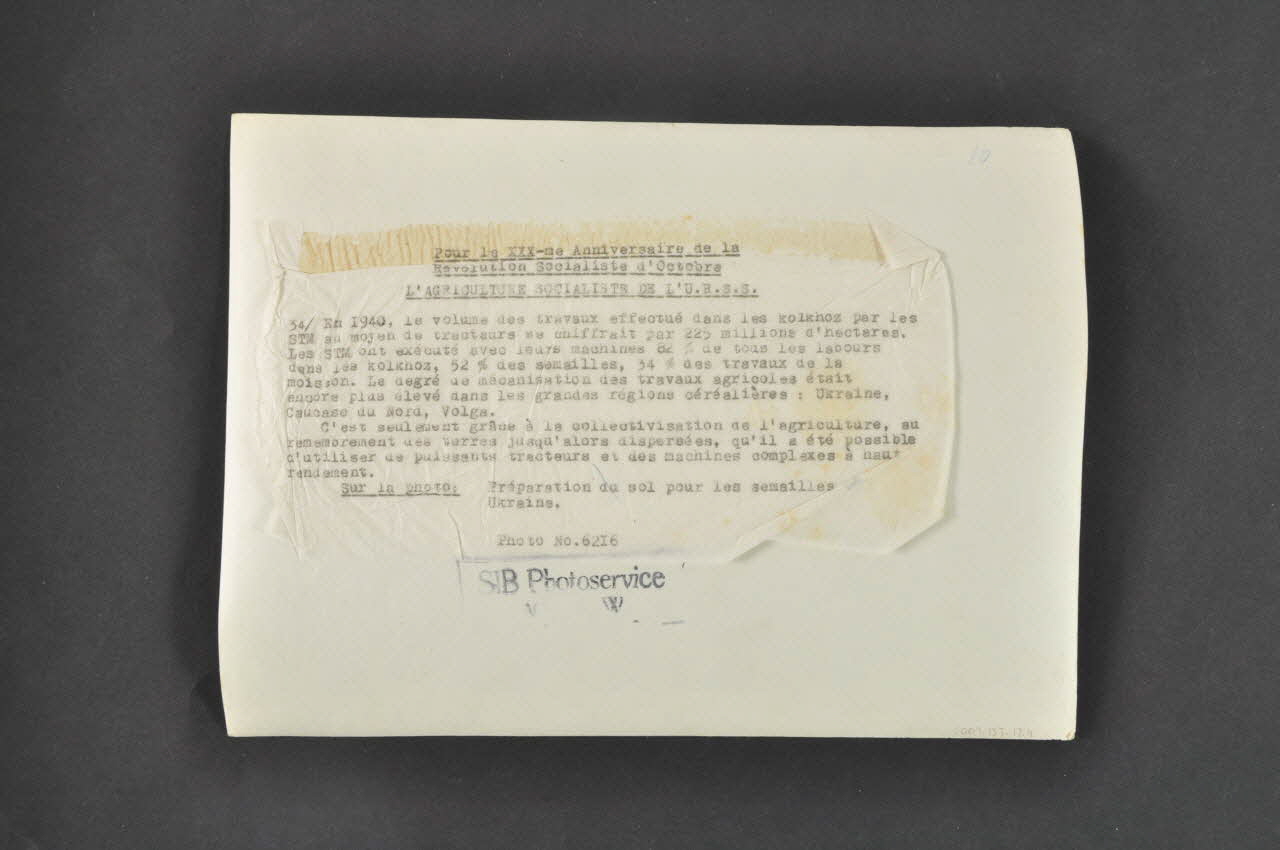 10
Pour le XXX-me Anniversaire de la
Revolution Socialiste d'Octobre
L'AGRICULTURE SOCIALISTE DE L'U.R.S.S.
34/ En 1940, le volume des travaux effectué dans les kolkhoz par les
STM au moyen de tracteurs se chiffrait par 225 millions d'hectares.
Les STM ont exécuté avec leurs machines 82 % de tous les labours
dans les kolkhoz, 52 % des semailles, 34 % des travaux de la
moisson. Le degré de mécanisation des travaux agricoles était
encore plus élevé dans les grandes régions céréalières : Ukraine,
Caucase du Nord, Volga.
C'est seulement grâce à la collectivisation de l'agriculture, au
remembrement des terres jusqu'alors dispersées, qu'il a été possible
d'utiliser de puissants tracteurs et des machines complexes à haut
rendement.
Sur la photo: Préparation du sol pour les semailles
Ukraine.
Photo No.62I6
SIB Photoservice